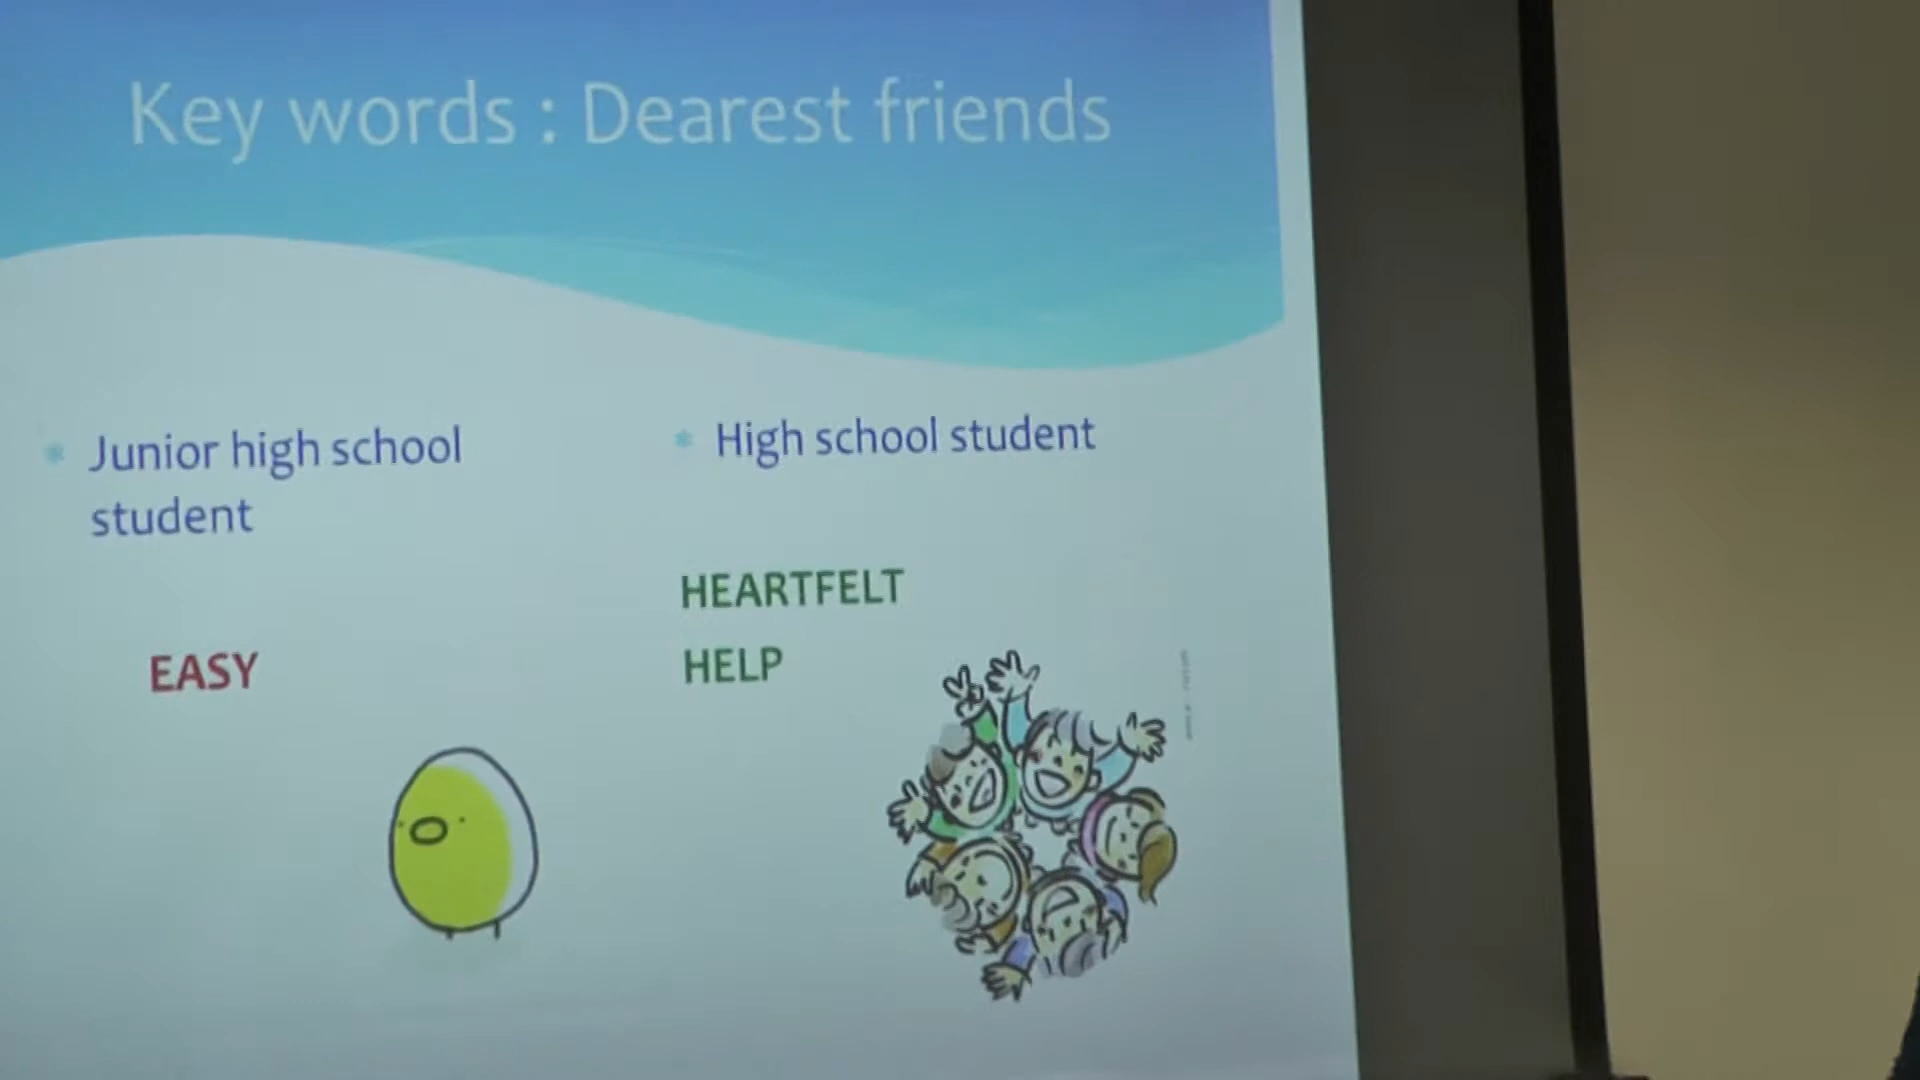 Key words : Dearest friends
Junior high school
student
EASY
High school student
HEARTFELT
HELP